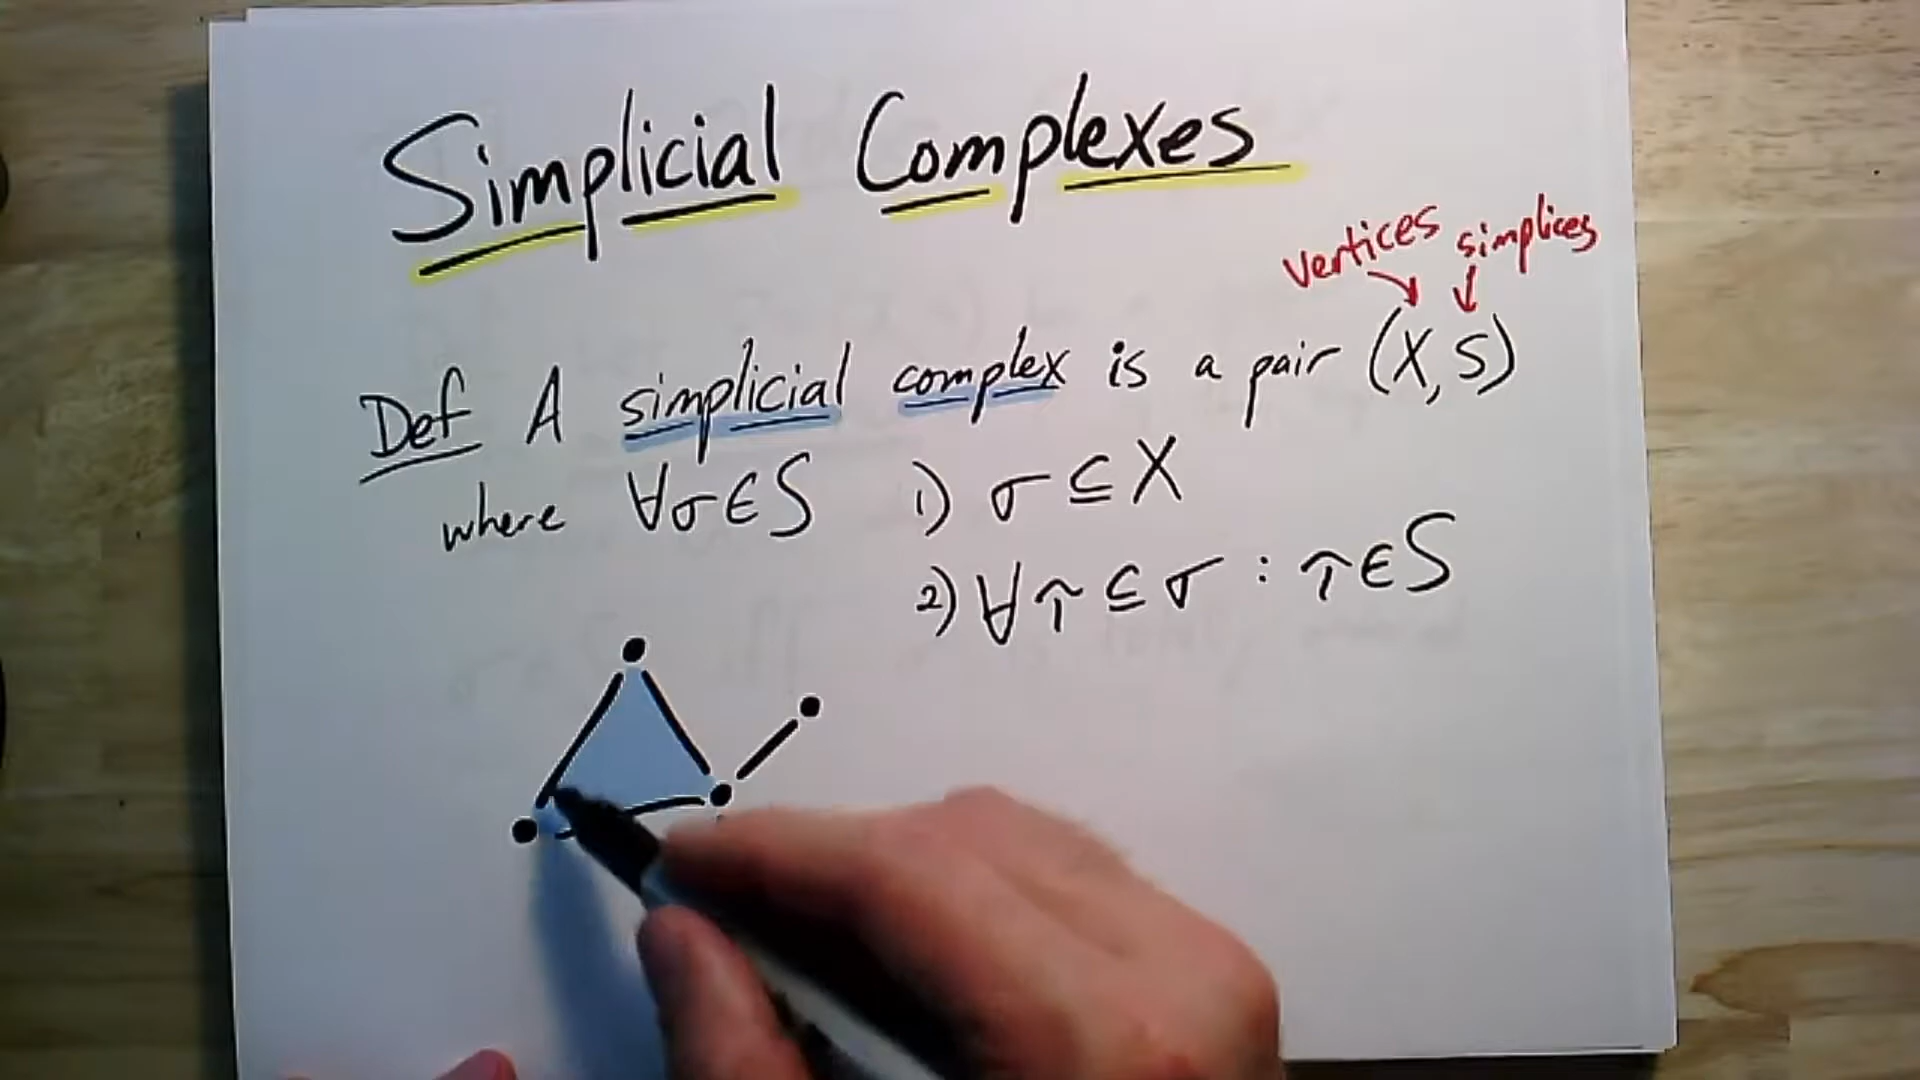 Simplicial Complexes
vertices simplices
Def A simplicial complex is a pair (X, S)
where ∀σ∈S 1) σ ⊆ X
2) ∀τ ⊆ σ : τ∈S